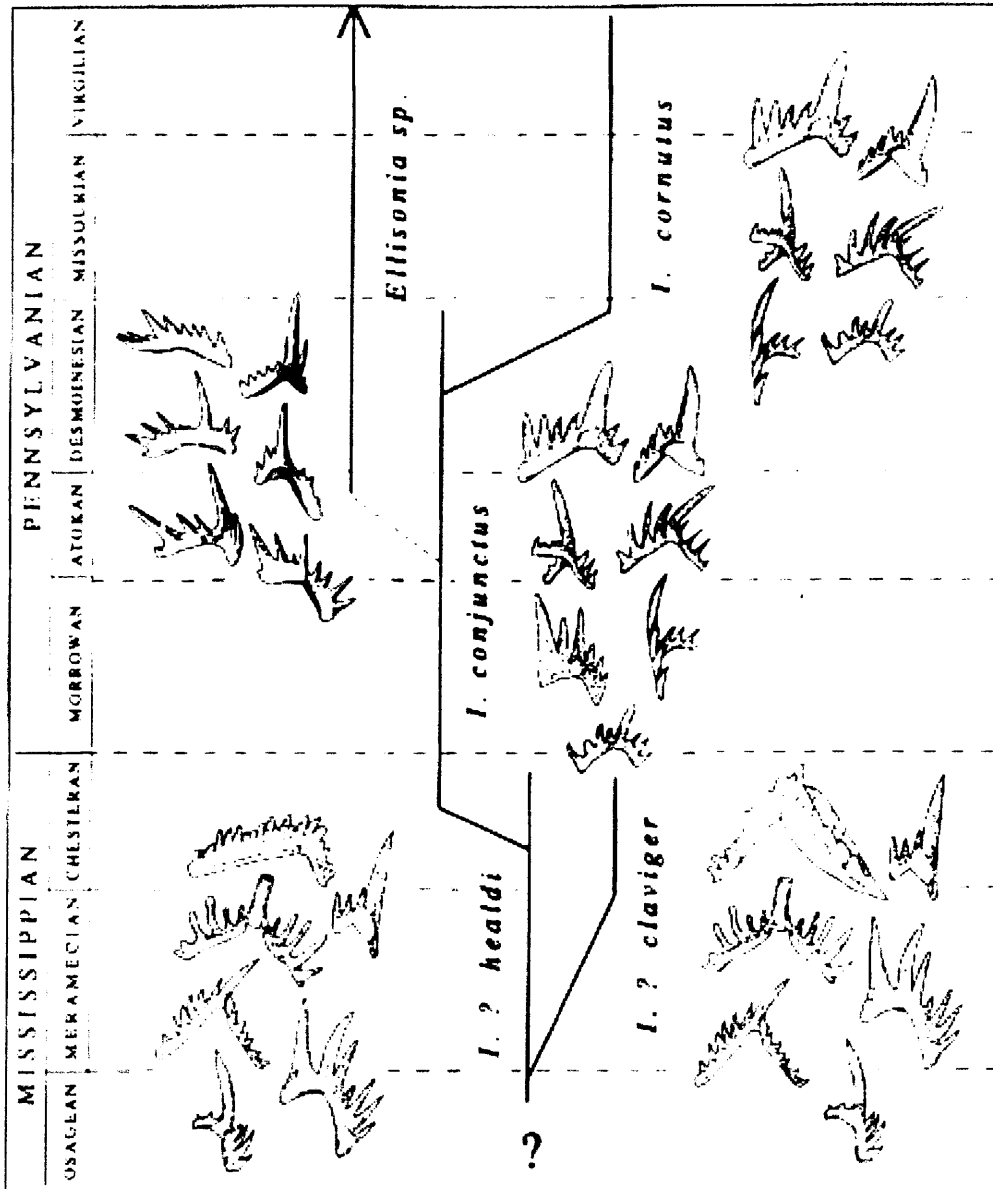 PENNSYLVANIAN
MISSISSIPPIAN
VIRGILIAN
MISSOURIAN
DESMOINESIAN
ATOKAN
MORROWAN
CHESTERAN
MERAMECIAN
OSAGEAN
Ellisonia sp.
I. cornutus
I. conjunctus
I. ? healdi
I. ? claviger
?